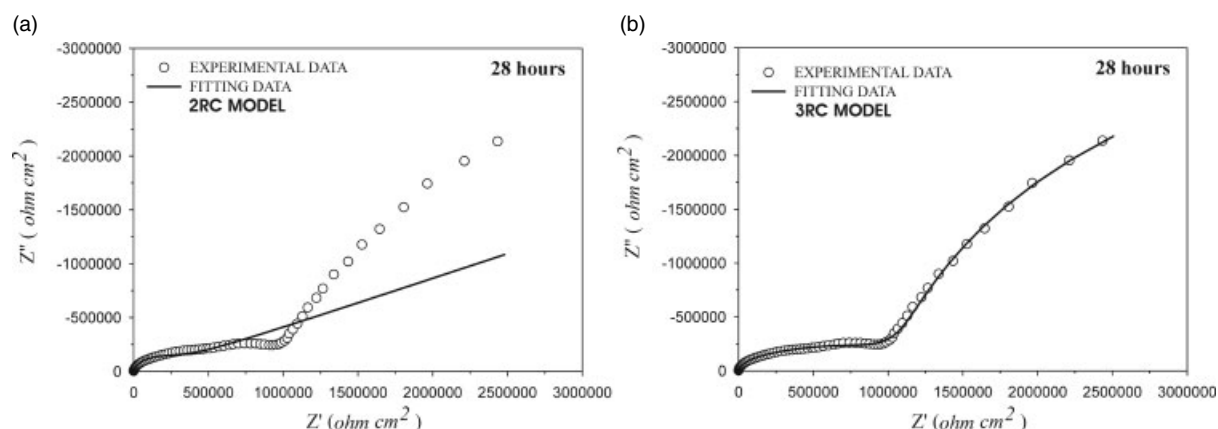 (a)
-3000000
-2500000
-2000000
-1500000
-1000000
-500000
0
Z'' ( ohm cm²)
EXPERIMENTAL DATA
FITTING DATA
2RC MODEL
28 hours
0 500000 1000000 1500000 2000000 2500000 3000000
Z' (ohm cm²)
(b)
-3000000
-2500000
-2000000
-1500000
-1000000
-500000
0
Z'' ( ohm cm²)
EXPERIMENTAL DATA
FITTING DATA
3RC MODEL
28 hours
0 500000 1000000 1500000 2000000 2500000 3000000
Z' (ohm cm²)